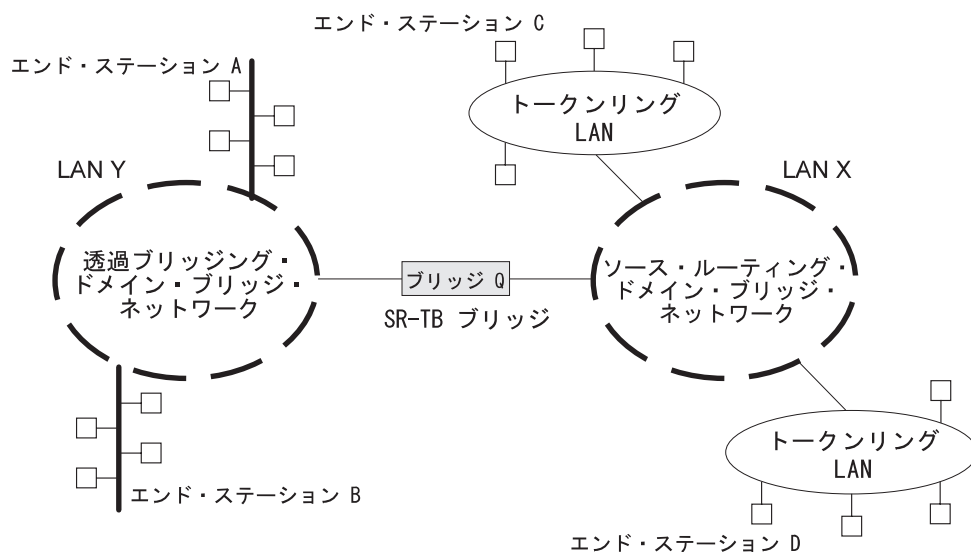 エンド・ステーション C
エンド・ステーション A
トークンリング
LAN
LAN Y
LAN X
透過ブリッジング・
ドメイン・ブリッジ・
ネットワーク
ブリッジ Q
SR-TB ブリッジ
ソース・ルーティング・
ドメイン・ブリッジ・
ネットワーク
トークンリング
LAN
エンド・ステーション B
エンド・ステーション D